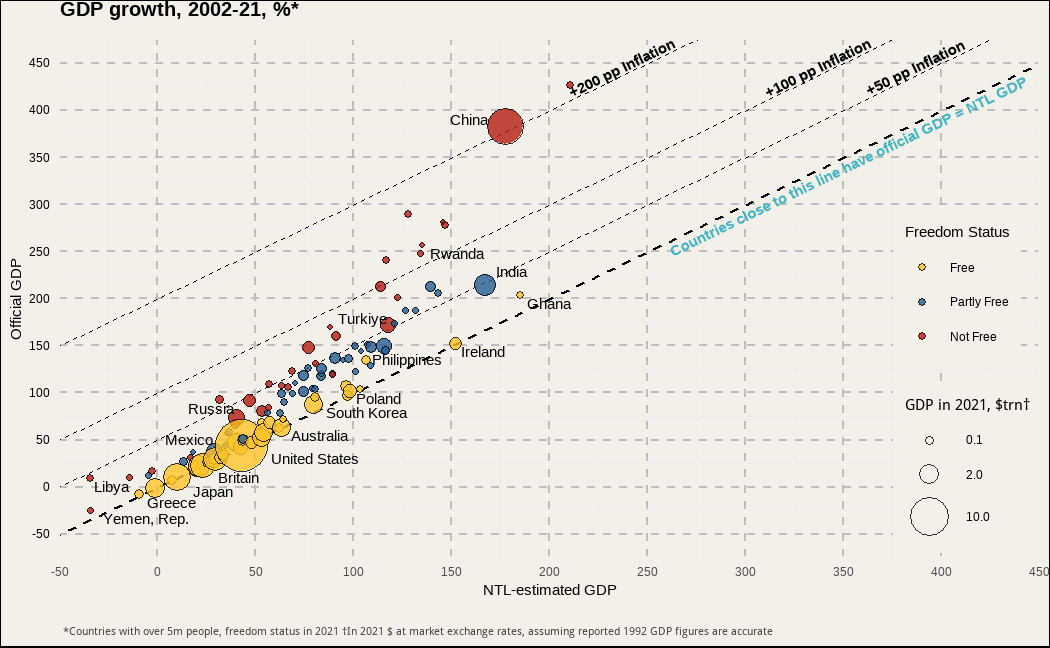 GDP growth, 2002-21, %*
+200 pp Inflation
+100 pp Inflation
+50 pp Inflation
Countries close to this line have official GDP = NTL GDP
Official GDP
450
400
350
300
250
200
150
100
50
0
-50
China
Rwanda
India
Ghana
Turkiye
Ireland
Philippines
Poland
South Korea
Russia
Australia
Mexico
United States
Britain
Japan
Libya
Greece
Yemen, Rep.
Freedom Status
Free
Partly Free
Not Free
GDP in 2021, $trn†
0.1
2.0
10.0
-50 0 50 100 150 200 250 300 350 400 450
NTL-estimated GDP
*Countries with over 5m people, freedom status in 2021 †In 2021 $ at market exchange rates, assuming reported 1992 GDP figures are accurate